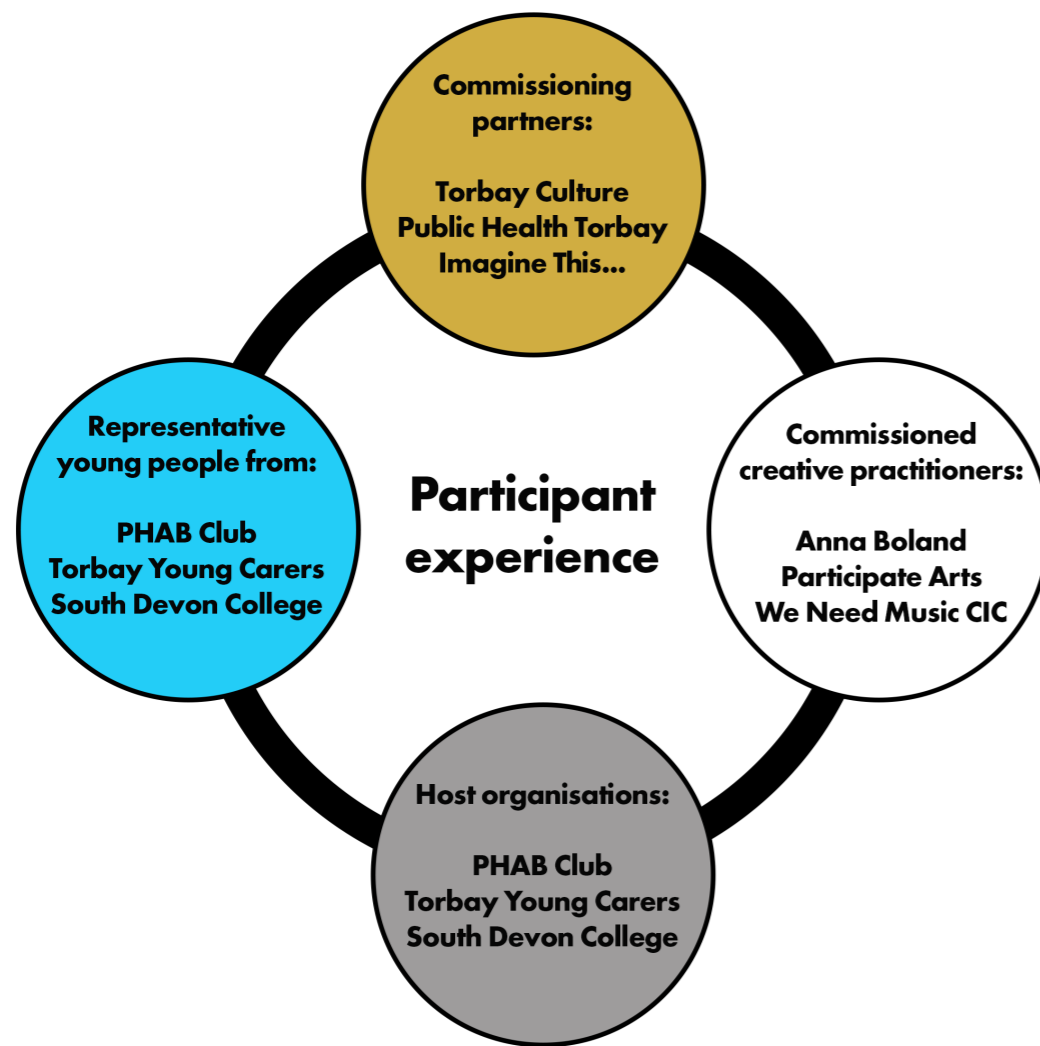 Commissioning
partners:
Torbay Culture
Public Health Torbay
Imagine This...
Representative
young people from:
PHAB Club
Torbay Young Carers
South Devon College
Participant
experience
Commissioned
creative practitioners:
Anna Boland
Participate Arts
We Need Music CIC
Host organisations:
PHAB Club
Torbay Young Carers
South Devon College